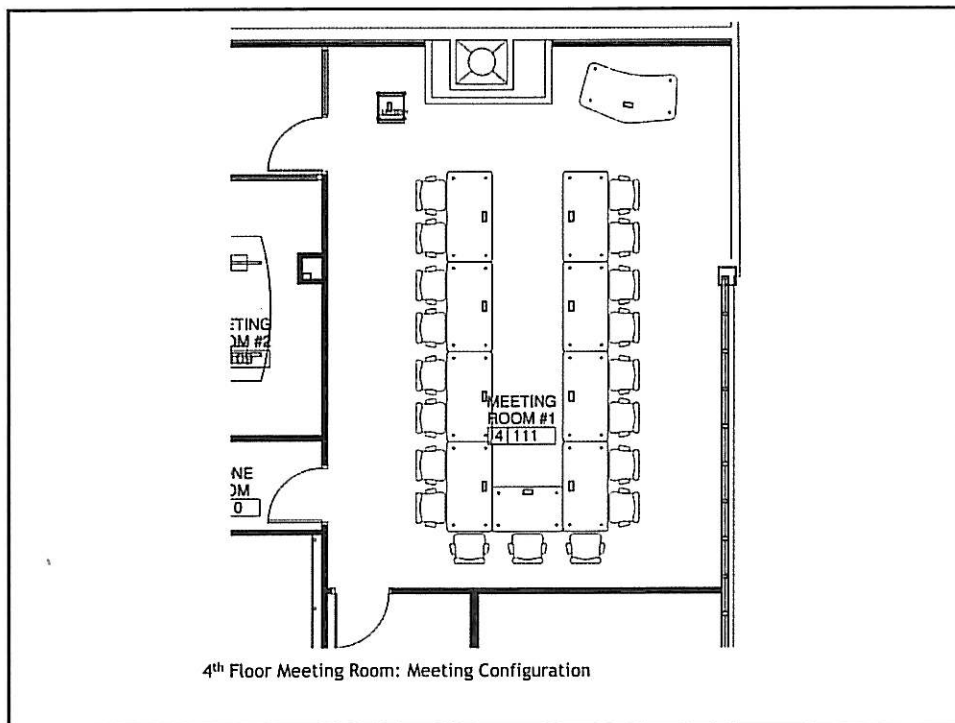 ETING
OM #2
MEETING
ROOM #1
4 111
NE
OM
0
4th Floor Meeting Room: Meeting Configuration